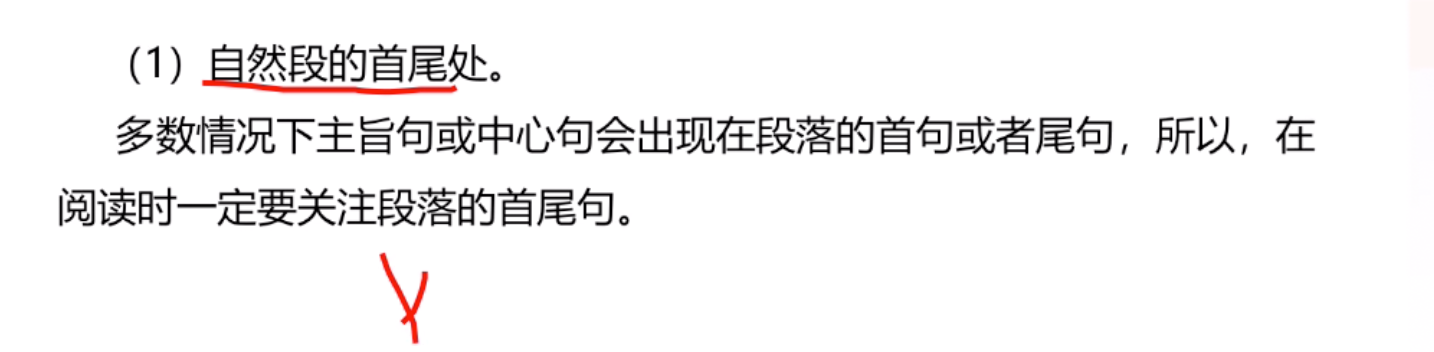 （1）自然段的首尾处。
多数情况下主旨句或中心句会出现在段落的首句或者尾句，所以，在
阅读时一定要关注段落的首尾句。